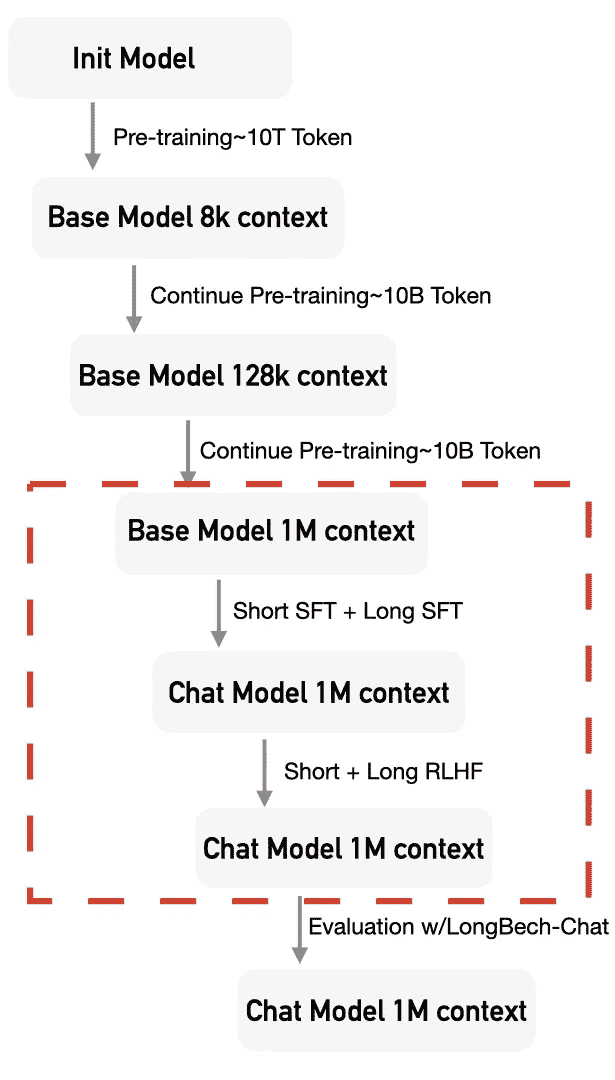 Init Model
Pre-training~10T Token
Base Model 8k context
Continue Pre-training~10B Token
Base Model 128k context
Continue Pre-training~10B Token
Base Model 1M context
Short SFT + Long SFT
Chat Model 1M context
Short + Long RLHF
Chat Model 1M context
Evaluation w/LongBech-Chat
Chat Model 1M context